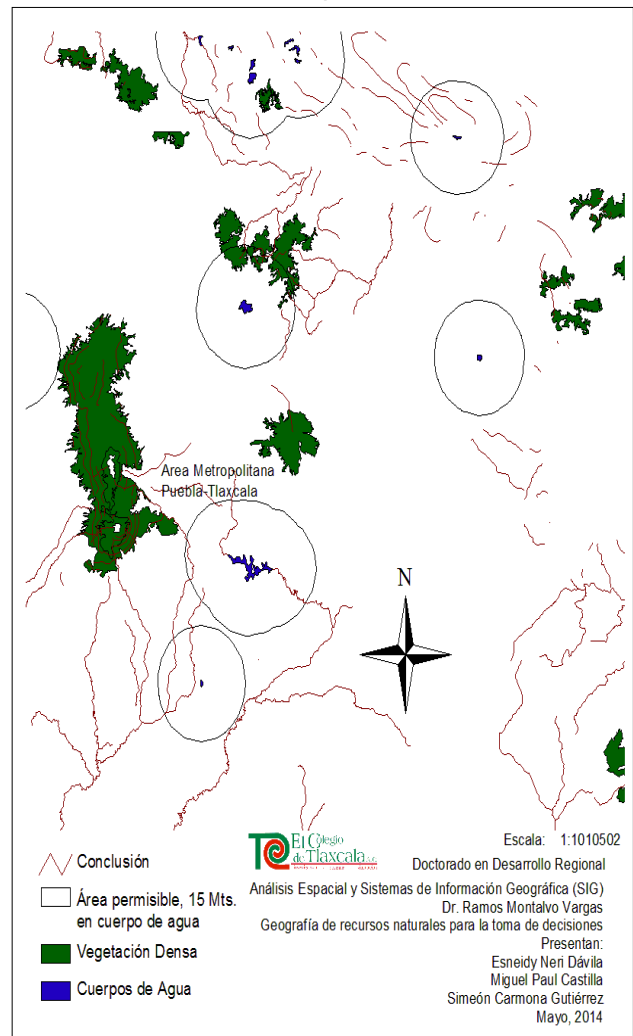 Area Metropolitana
Puebla-Tlaxcala
N
Conclusión
Área permisible, 15 Mts.
en cuerpo de agua
Vegetación Densa
Cuerpos de Agua
El Colegio
de Tlaxcala A.C.
Escala: 1:1010502
Doctorado en Desarrollo Regional
Análisis Espacial y Sistemas de Información Geográfica (SIG)
Dr. Ramos Montalvo Vargas
Geografía de recursos naturales para la toma de decisiones
Presentan:
Esneidy Neri Dávila
Miguel Paul Castilla
Simeón Carmona Gutiérrez
Mayo, 2014